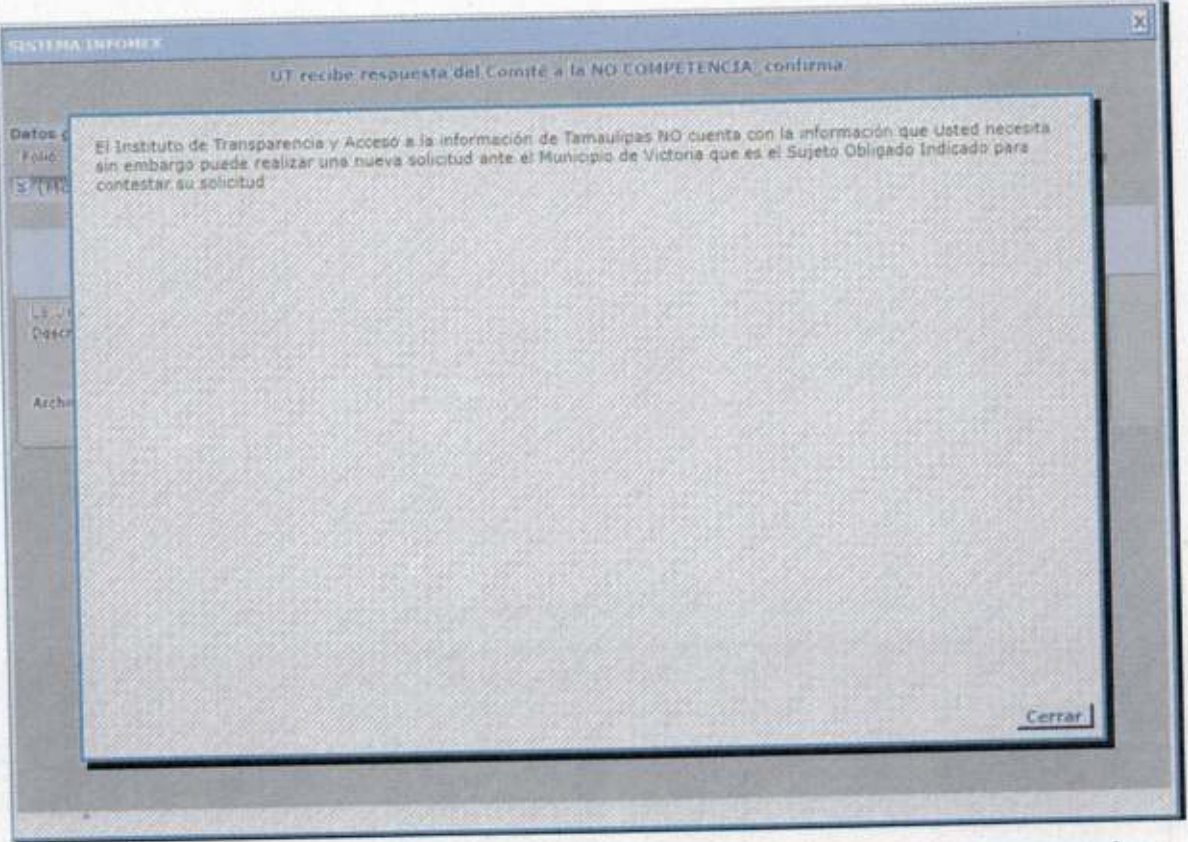 SISTEMA INFOMEX
X
UT recibe respuesta del Comité a la NO COMPETENCIA, confirma
Datos
Folio
El Instituto de Transparencia y Acceso a la información de Tamaulipas NO cuenta con la información que Usted necesita
sin embargo puede realizar una nueva solicitud ante el Municipio de Victoria que es el Sujeto Obligado Indicado para
contestar su solicitud
Descr
Archi
Cerrar